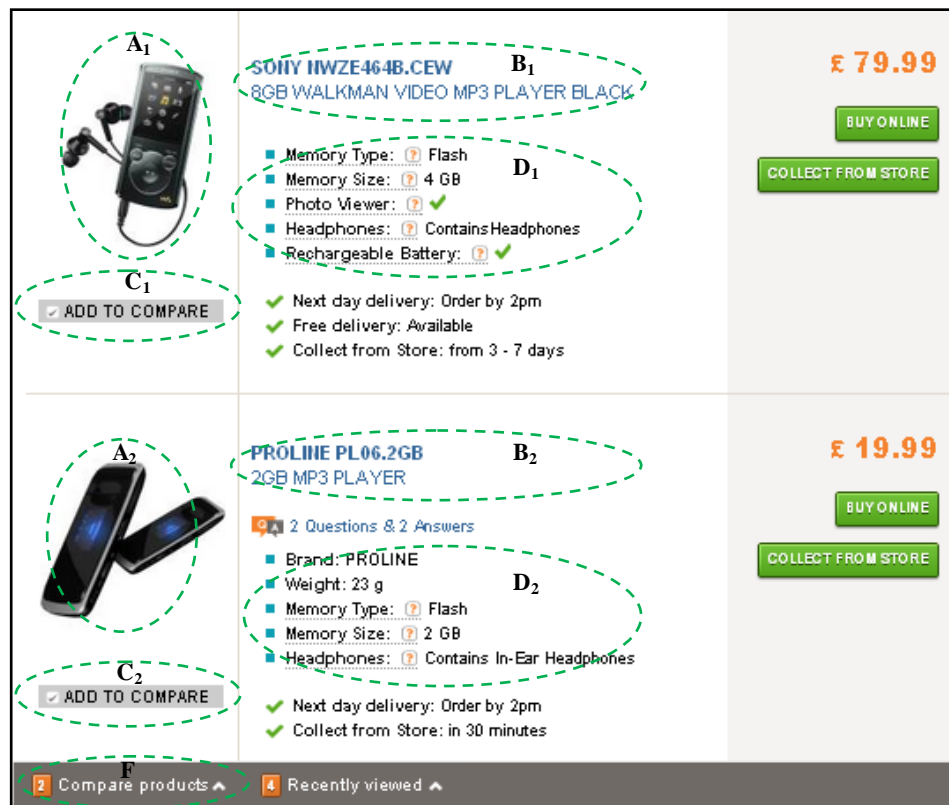 A1
B1
SONY NWZE464B.CEW
8GB WALKMAN VIDEO MP3 PLAYER BLACK
£ 79.99
BUY ONLINE
COLLECT FROM STORE
D1
Memory Type: ? Flash
Memory Size: ? 4 GB
Photo Viewer: ? ✔
Headphones: ? Contains Headphones
Rechargeable Battery: ? ✔
C1
ADD TO COMPARE
Next day delivery: Order by 2pm
Free delivery: Available
Collect from Store: from 3 - 7 days
A2
B2
PROLINE PL06.2GB
2GB MP3 PLAYER
£ 19.99
BUY ONLINE
COLLECT FROM STORE
Q A 2 Questions & 2 Answers
D2
Brand: PROLINE
Weight: 23 g
Memory Type: ? Flash
Memory Size: ? 2 GB
Headphones: ? Contains In-Ear Headphones
C2
ADD TO COMPARE
Next day delivery: Order by 2pm
Collect from Store: in 30 minutes
F
2 Compare products
4 Recently viewed